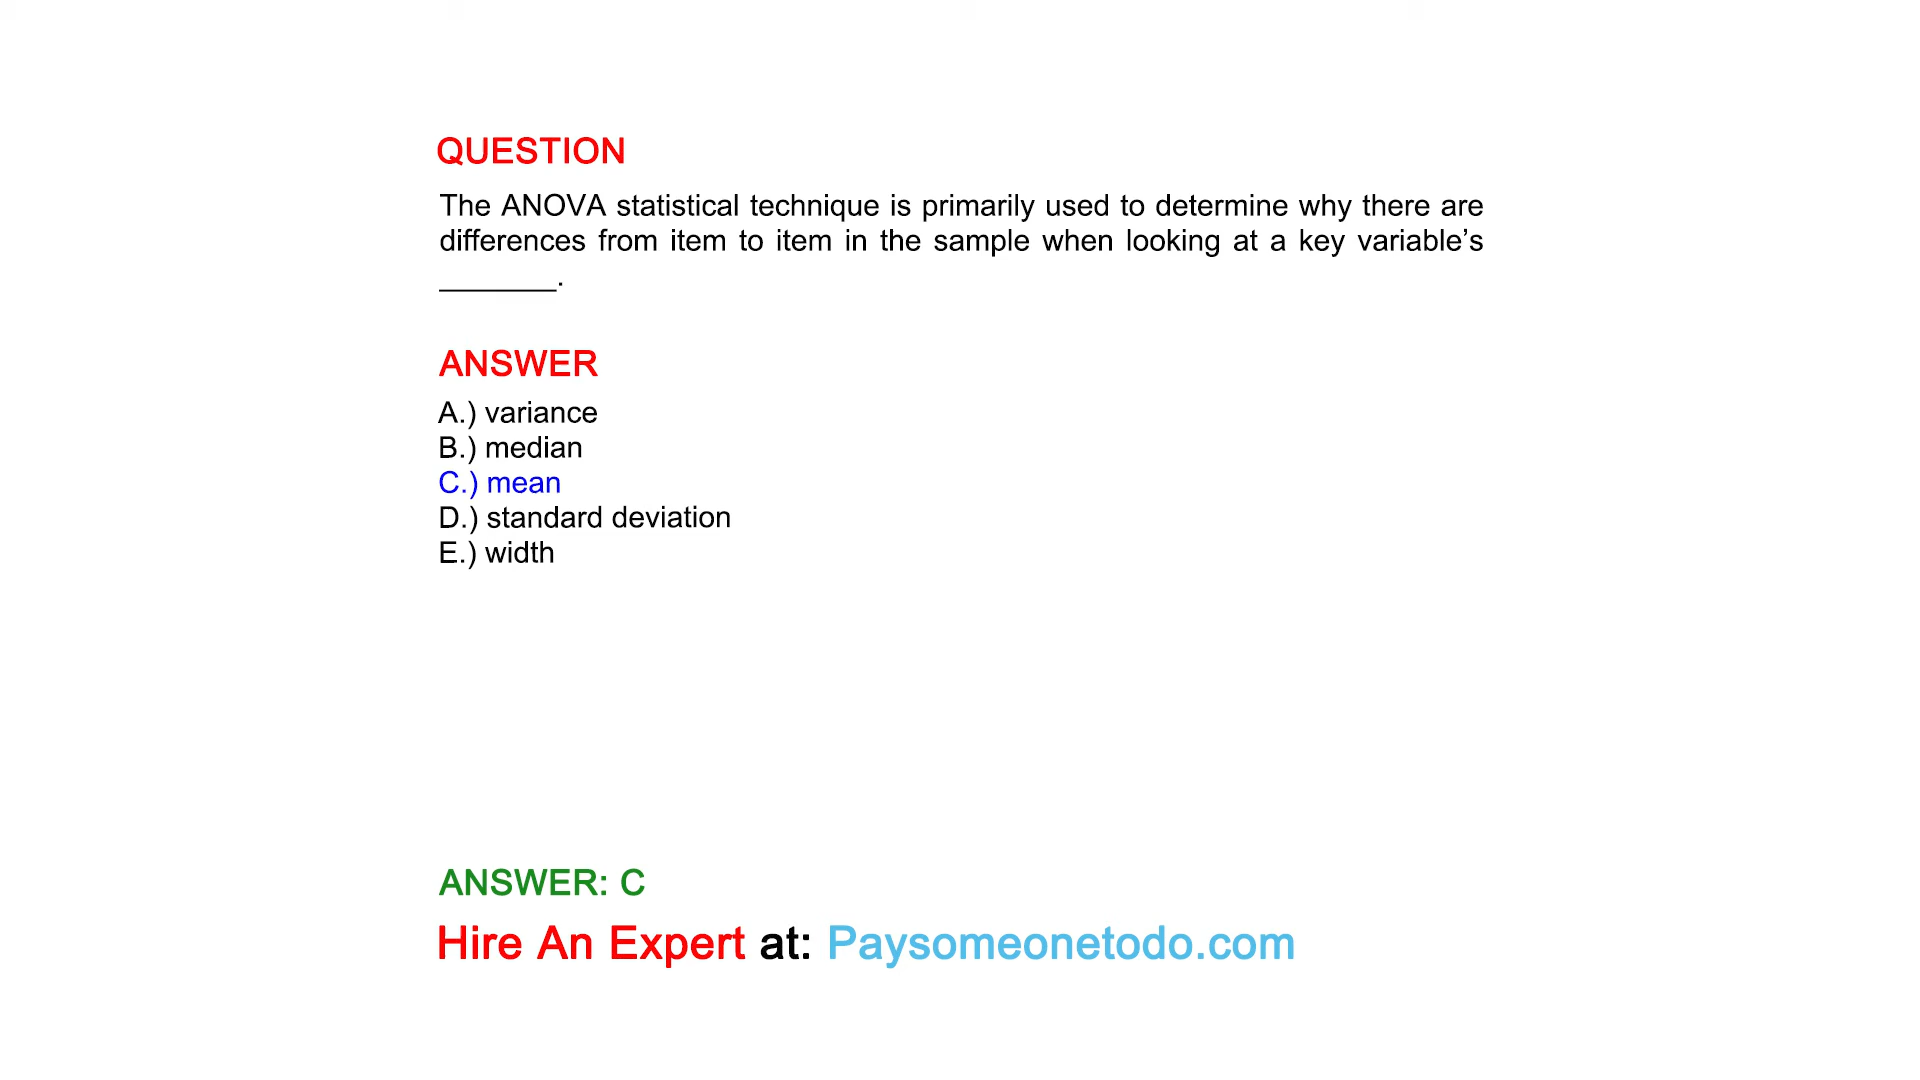 QUESTION
The ANOVA statistical technique is primarily used to determine why there are
differences from item to item in the sample when looking at a key variable’s
_______.
ANSWER
A.) variance
B.) median
C.) mean
D.) standard deviation
E.) width
ANSWER: C
Hire An Expert at: Paysomeonetodo.com